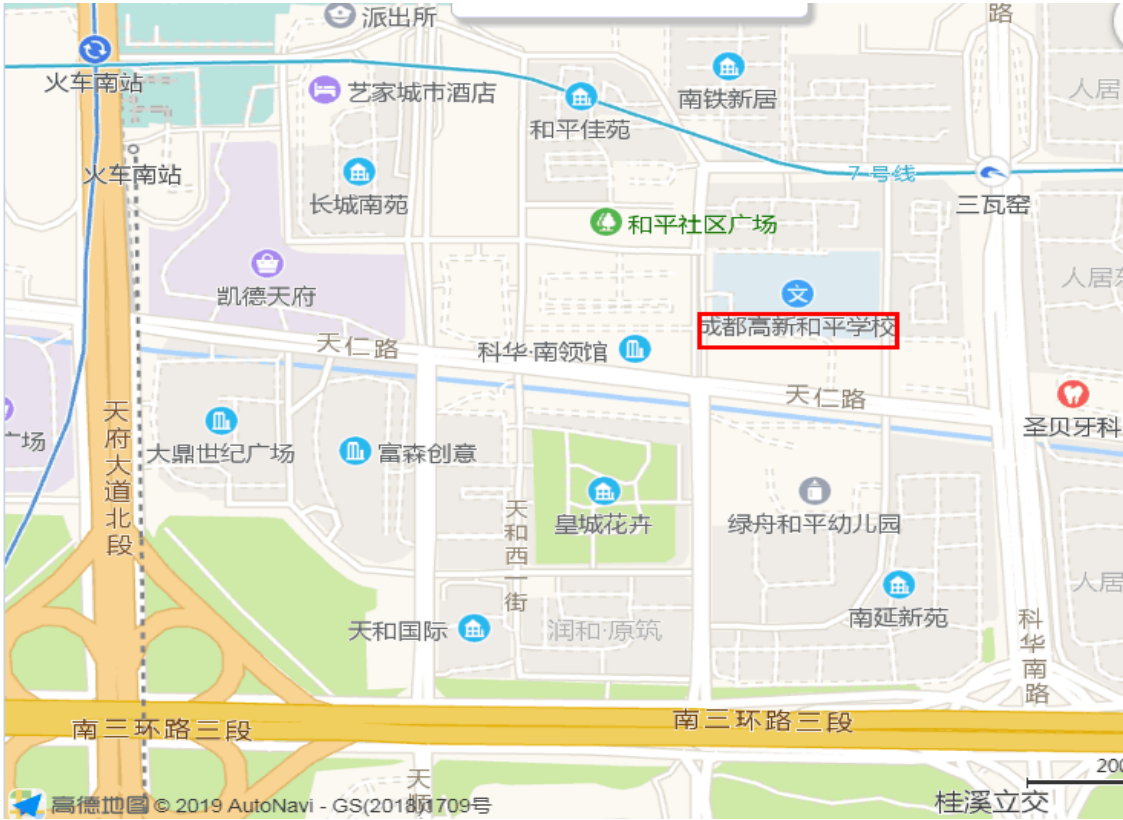 派出所
路
火车南站
艺家城市酒店
南铁新居
人居
和平佳苑
火车南站
7号线
长城南苑
三瓦窑
和平社区广场
人居东
凯德天府
成都高新和平学校
天仁路
科华·南领馆
天仁路
广场
天府大道北段
大鼎世纪广场
富森创意
圣贝牙科
皇城花卉
天和西一街
绿舟和平幼儿园
人居
南延新苑
天和国际
润和·原筑
科华南路
南三环路三段
南三环路三段
天顺
200
高德地图 © 2019 AutoNavi - GS(2018)1709号
桂溪立交